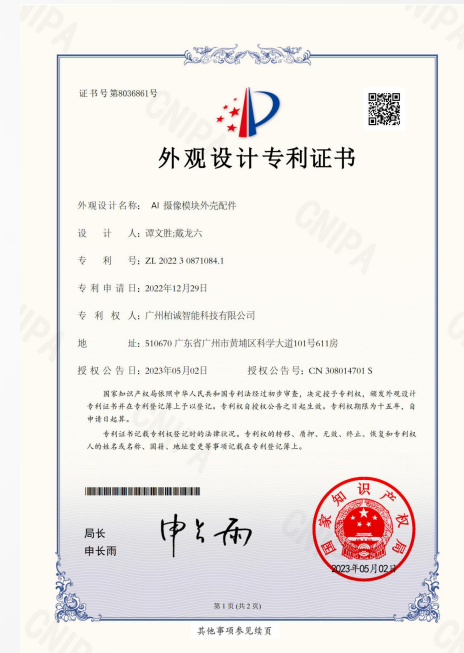 证书号第8036861号
外观设计专利证书
外观设计名称： AI 摄像模块外壳配件
设计人：谭文胜;戴龙六
专利号：ZL 2022 3 0871084.1
专利申请日：2022年12月29日
专利权人：广州柏诚智能科技有限公司
地址：510670 广东省广州市黄埔区科学大道101号611房
授权公告日：2023年05月02日 授权公告号：CN 308014701 S
国家知识产权局依照中华人民共和国专利法经过初步审查，决定授予专利权，颁发外观设计
专利证书并在专利登记簿上予以登记。专利权自授权公告之日起生效。专利权期限为十五年，自
申请日起算。
专利证书记载专利权登记时的法律状况。专利权的转移、质押、无效、终止、恢复和专利权
人的姓名或名称、国籍、地址变更等事项记载在专利登记簿上。
局长
申长雨
申长雨
国家知识产权局
2023年05月02日
第 1 页 (共 2 页)
其他事项参见续页
CNIPA
CNIPA
CNIPA
CNIPA